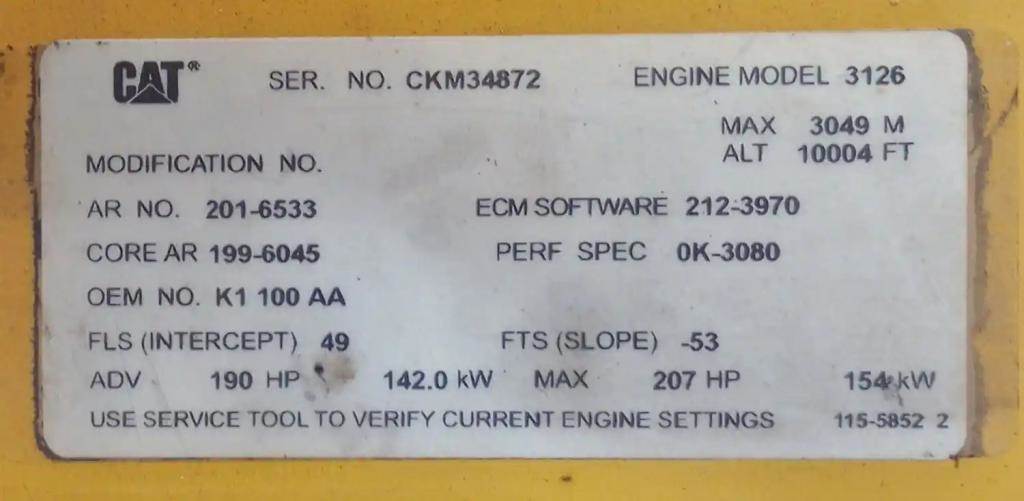 CAT® SER. NO. CKM34872 ENGINE MODEL 3126
MAX 3049 M
ALT 10004 FT
MODIFICATION NO.
AR NO. 201-6533 ECM SOFTWARE 212-3970
CORE AR 199-6045 PERF SPEC 0K-3080
OEM NO. K1 100 AA
FLS (INTERCEPT) 49 FTS (SLOPE) -53
ADV 190 HP 142.0 kW MAX 207 HP 154 kW
USE SERVICE TOOL TO VERIFY CURRENT ENGINE SETTINGS 115-5852 2